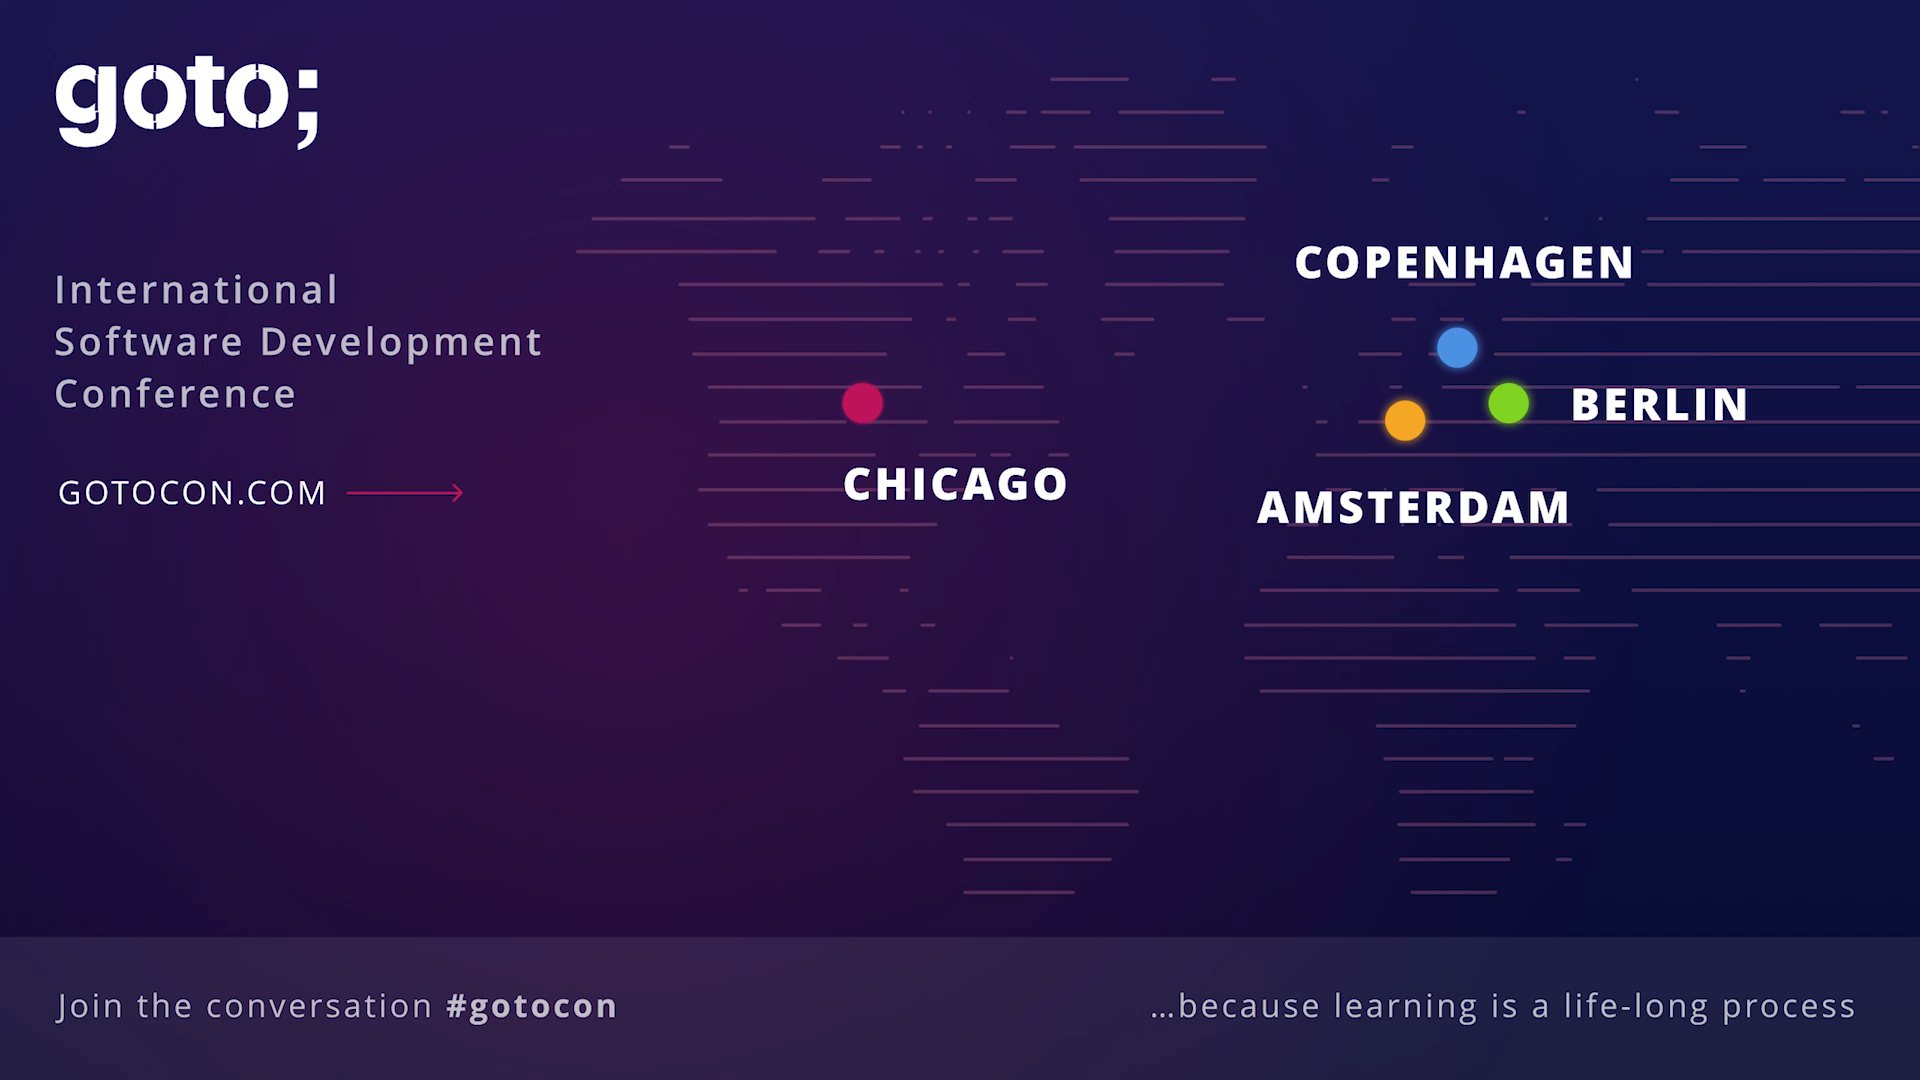 goto;
International
Software Development
Conference
GOTOCON.COM
COPENHAGEN
BERLIN
CHICAGO
AMSTERDAM
Join the conversation #gotocon
…because learning is a life-long process